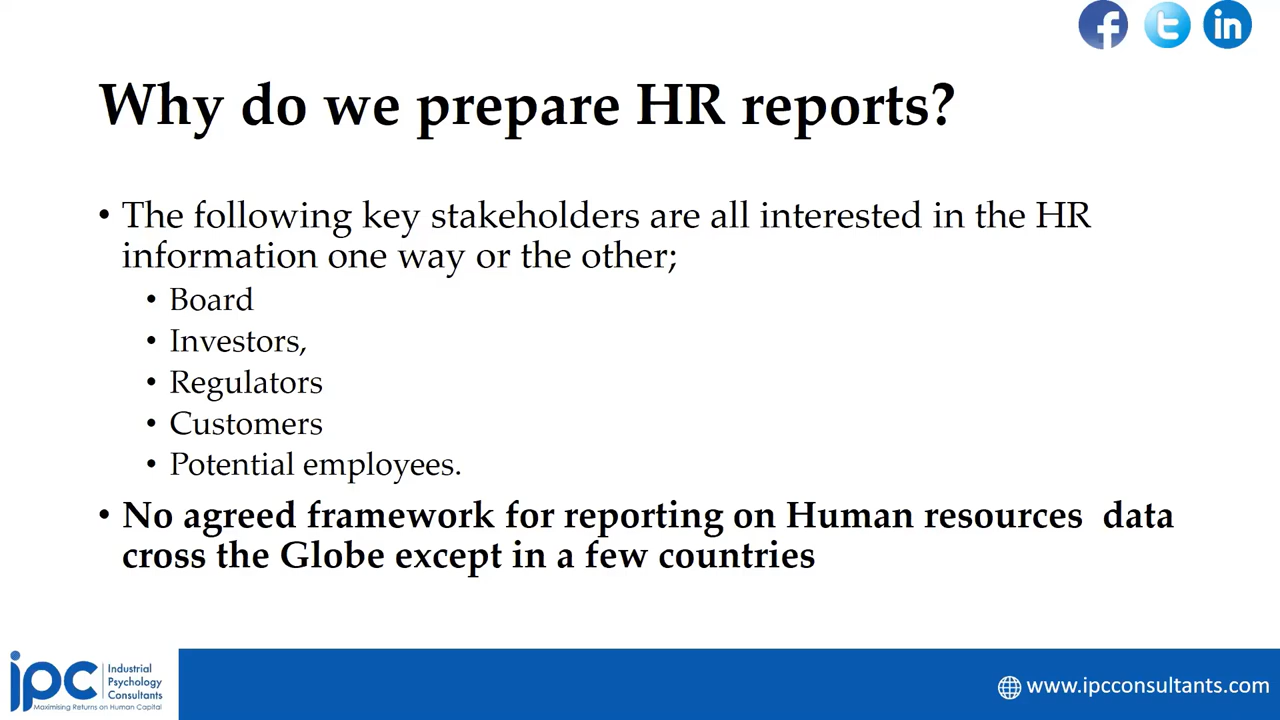 Why do we prepare HR reports?
• The following key stakeholders are all interested in the HR
information one way or the other;
• Board
• Investors,
• Regulators
• Customers
• Potential employees.
• No agreed framework for reporting on Human resources data
cross the Globe except in a few countries
ipc
Industrial
Psychology
Consultants
Maximising Returns on Human Capital
www.ipcconsultants.com